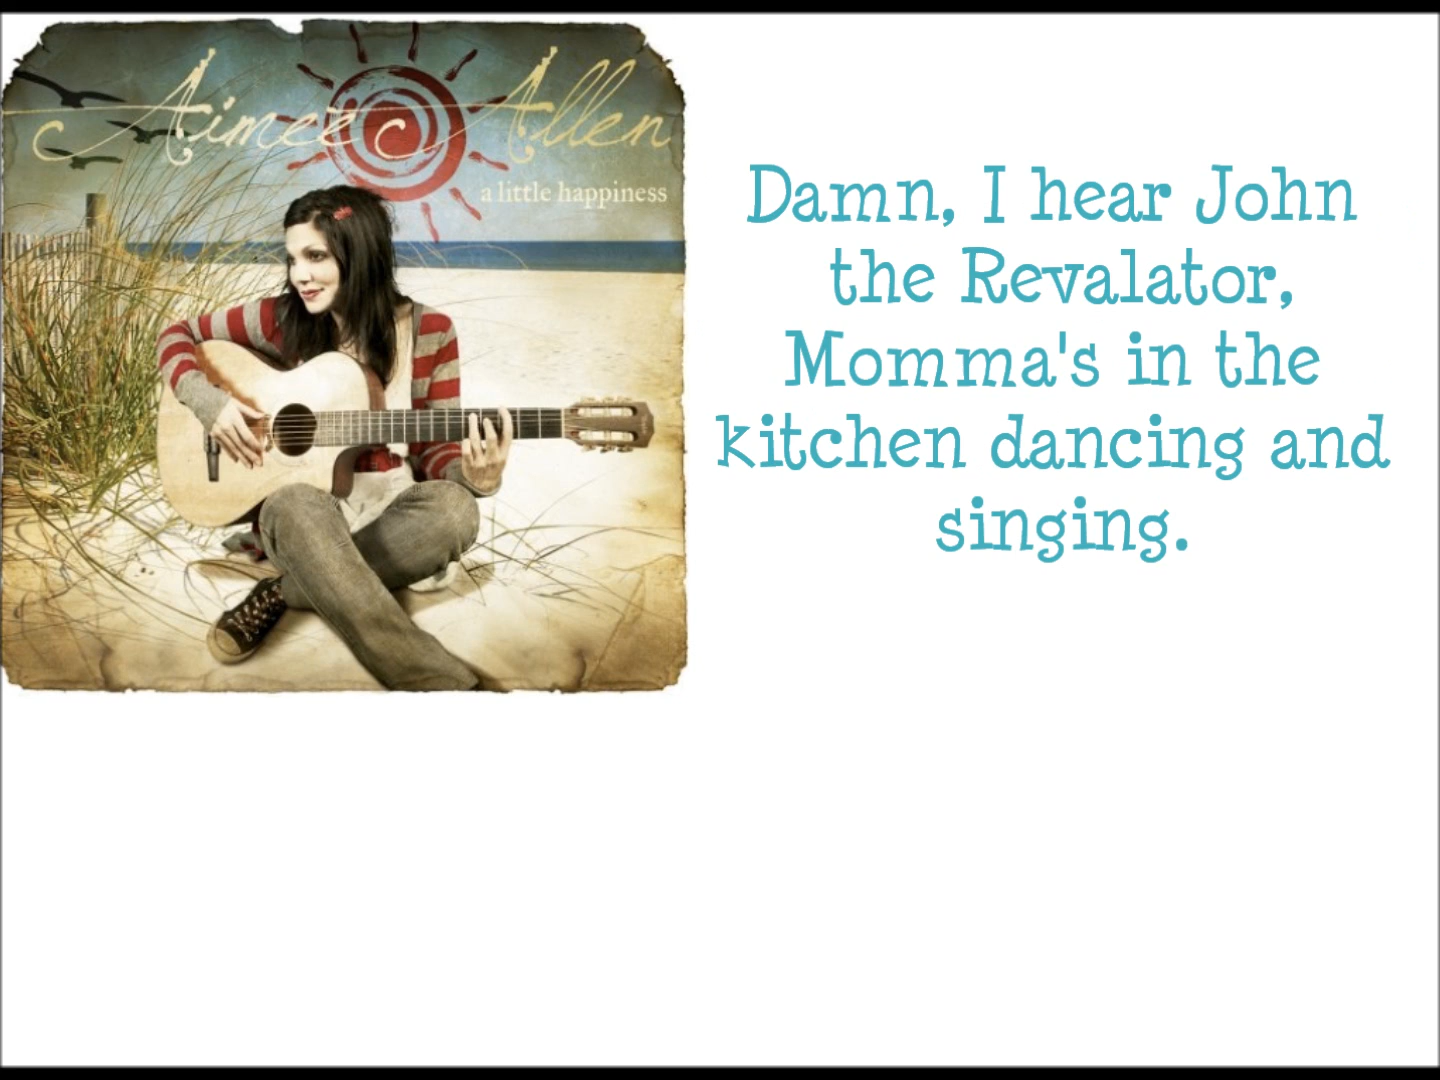 Aimee Allen
a little happiness
Damn, I hear John
the Revalator,
Momma's in the
kitchen dancing and
singing.